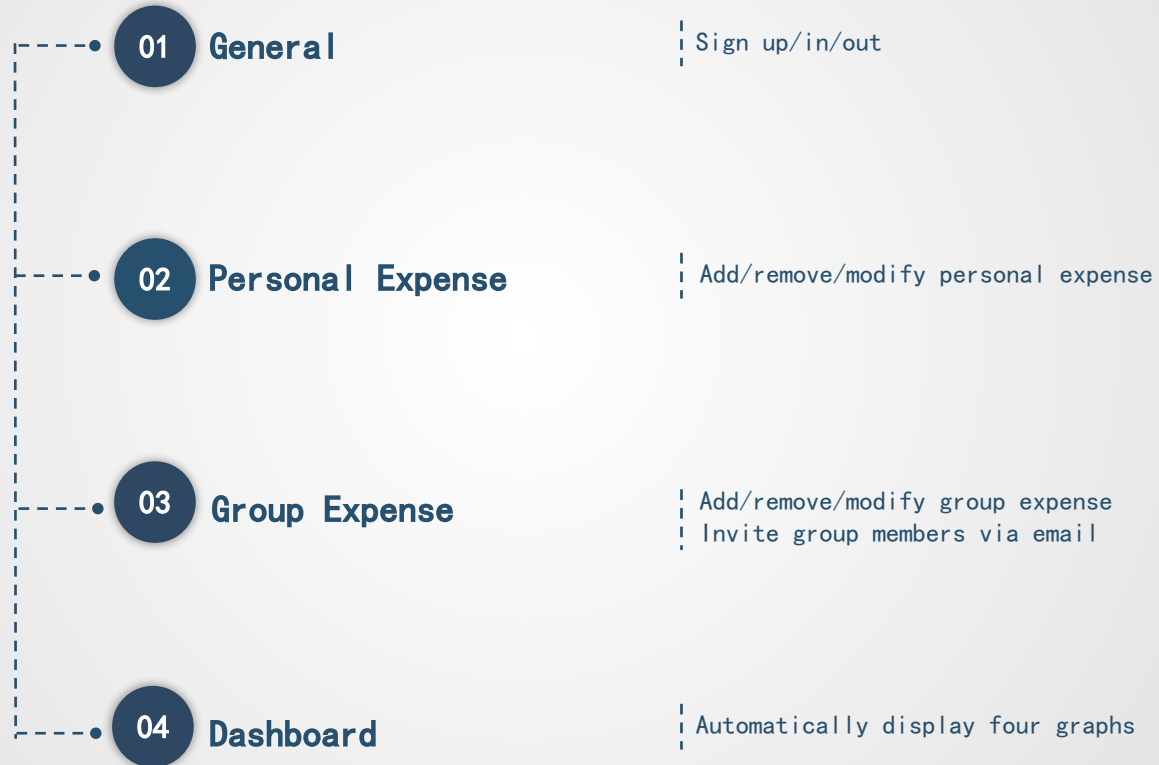 01 General
Sign up/in/out
02 Personal Expense
Add/remove/modify personal expense
03 Group Expense
Add/remove/modify group expense
Invite group members via email
04 Dashboard
Automatically display four graphs